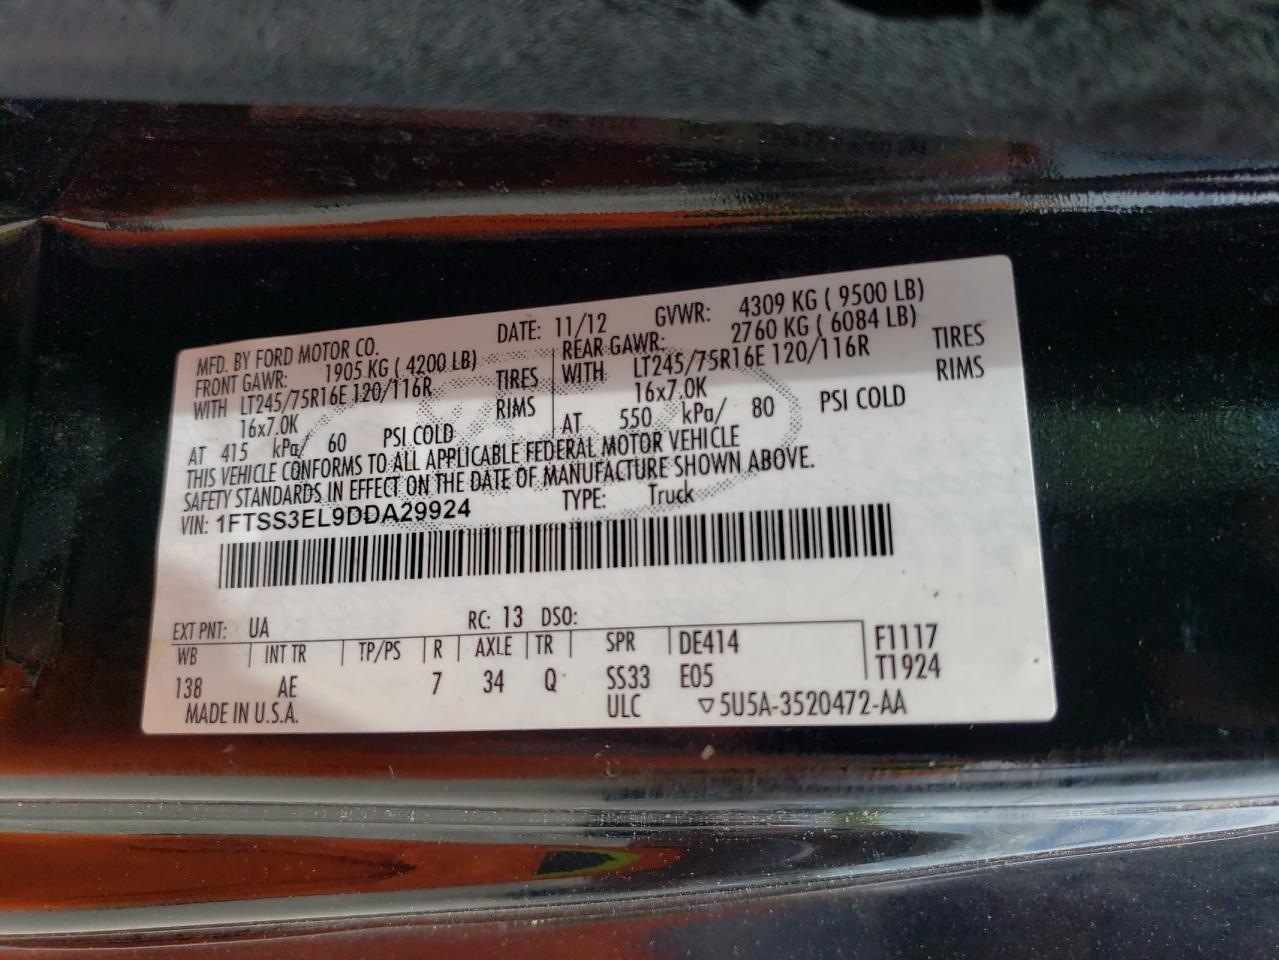 MFD. BY FORD MOTOR CO. DATE: 11/12 GVWR: 4309 KG ( 9500 LB)
FRONT GAWR: 1905 KG ( 4200 LB) REAR GAWR: 2760 KG ( 6084 LB)
WITH LT245/75R16E 120/116R TIRES WITH LT245/75R16E 120/116R TIRES
16x7.0K RIMS 16x7.0K RIMS
AT 415 kPa/ 60 PSI COLD AT 550 kPa/ 80 PSI COLD
THIS VEHICLE CONFORMS TO ALL APPLICABLE FEDERAL MOTOR VEHICLE
SAFETY STANDARDS IN EFFECT ON THE DATE OF MANUFACTURE SHOWN ABOVE.
VIN: 1FTSS3EL9DDA29924 TYPE: Truck
EXT PNT: UA RC: 13 DSO:
WB INT TR TP/PS R AXLE TR SPR DE414 F1117
138 AE 7 34 Q SS33 E05 T1924
MADE IN U.S.A. ULC ▽5U5A-3520472-AA